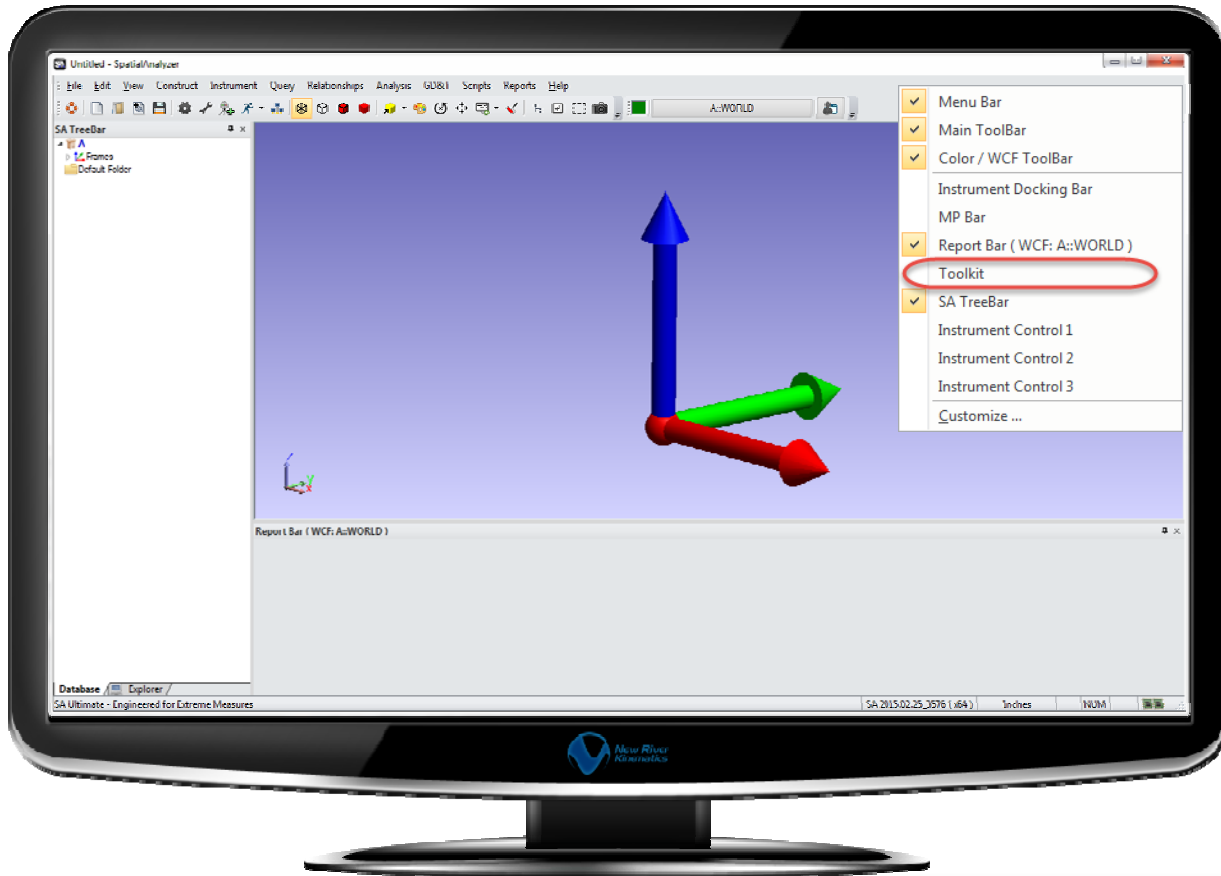 Untitled - SpatialAnalyzer
File Edit View Construct Instrument Query Relationships Analysis GD&T Scripts Reports Help
A::WORLD
SA TreeBar
A
Frames
Default Folder
Menu Bar
Main ToolBar
Color / WCF ToolBar
Instrument Docking Bar
MP Bar
Report Bar ( WCF: A::WORLD )
Toolkit
SA TreeBar
Instrument Control 1
Instrument Control 2
Instrument Control 3
Customize ...
z
y
x
Report Bar ( WCF: A::WORLD )
Database Explorer
SA Ultimate - Engineered for Extreme Measures
SA 2015.02.25_3576 ( x64 ) Inches NUM
New River
Kinematics